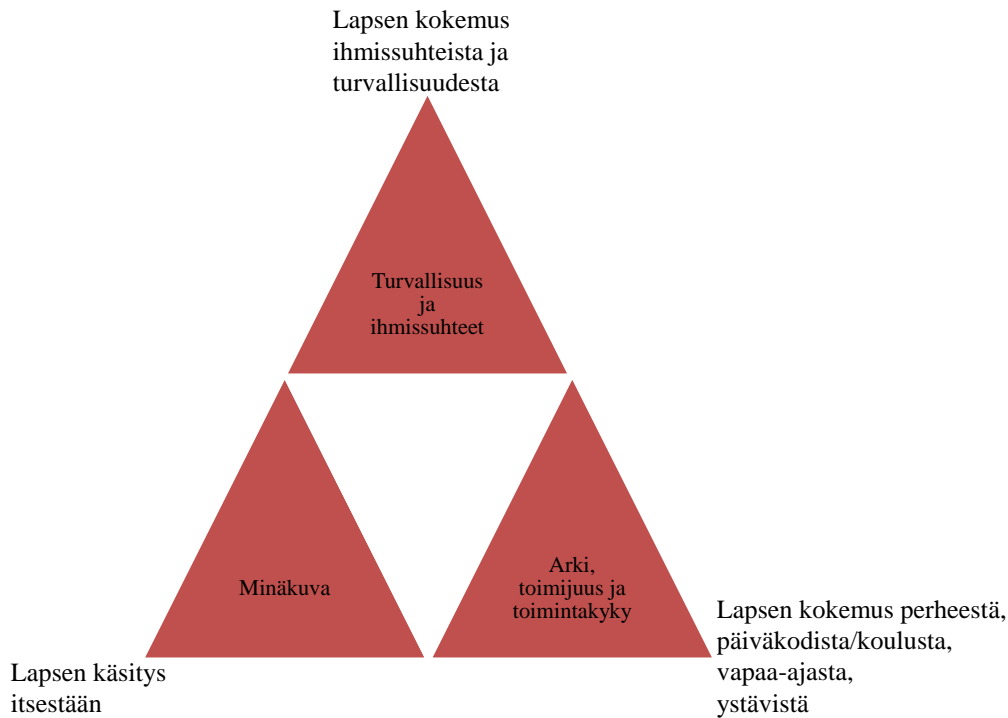 Lapsen kokemus
ihmissuhteista ja
turvallisuudesta
Turvallisuus
ja
ihmissuhteet
Minäkuva
Arki,
toimijuus ja
toimintakyky
Lapsen käsitys
itsestään
Lapsen kokemus perheestä,
päiväkodista/koulusta,
vapaa-ajasta,
ystävistä